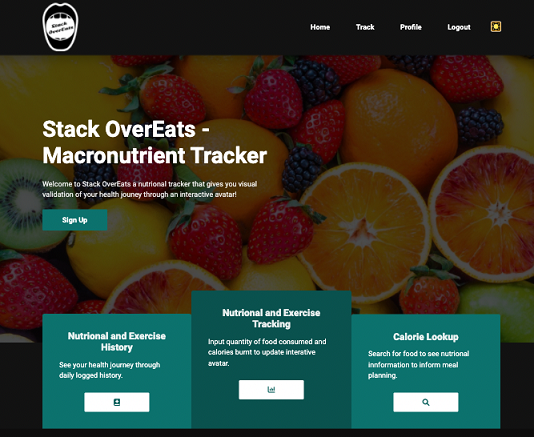 Stack
OverEats
Home Track Profile Logout
Stack OverEats -
Macronutrient Tracker
Welcome to Stack OverEats a nutritional tracker that gives you visual
validation of your health jouney through an interactive avatar!
Sign Up
Nutrional and Exercise
History
See your health journey through
daily logged history.
Nutrional and Exercise
Tracking
Input quantity of food consumed and
calories burnt to update interative
avatar.
Calorie Lookup
Search for food to see nutrional
innformation to inform meal
planning.